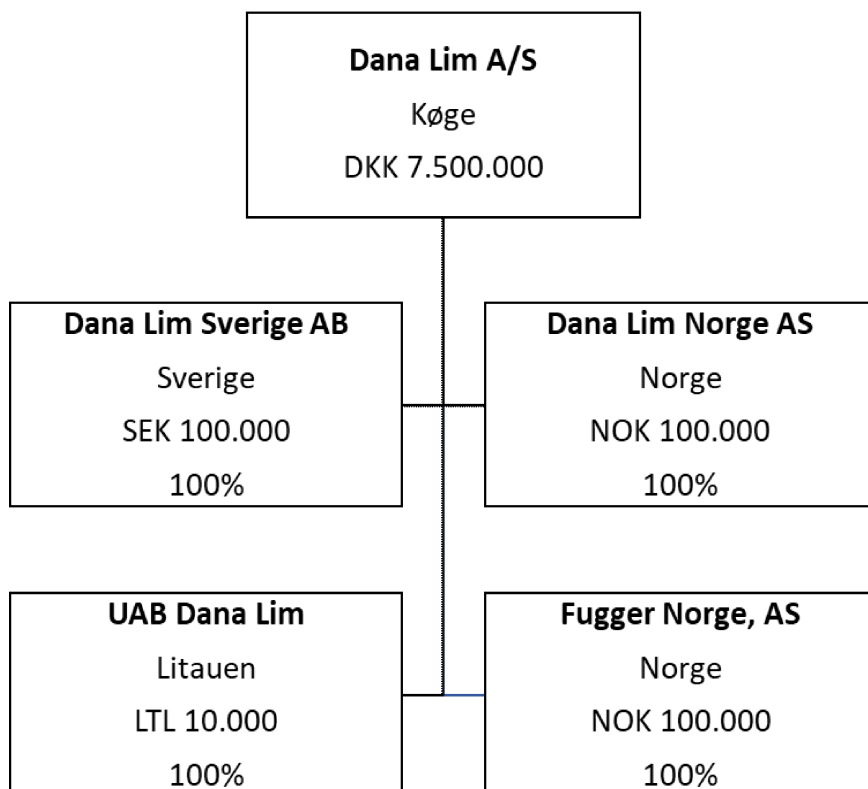 Dana Lim A/S
Køge
DKK 7.500.000
Dana Lim Sverige AB
Sverige
SEK 100.000
100%
Dana Lim Norge AS
Norge
NOK 100.000
100%
UAB Dana Lim
Litauen
LTL 10.000
100%
Fugger Norge, AS
Norge
NOK 100.000
100%